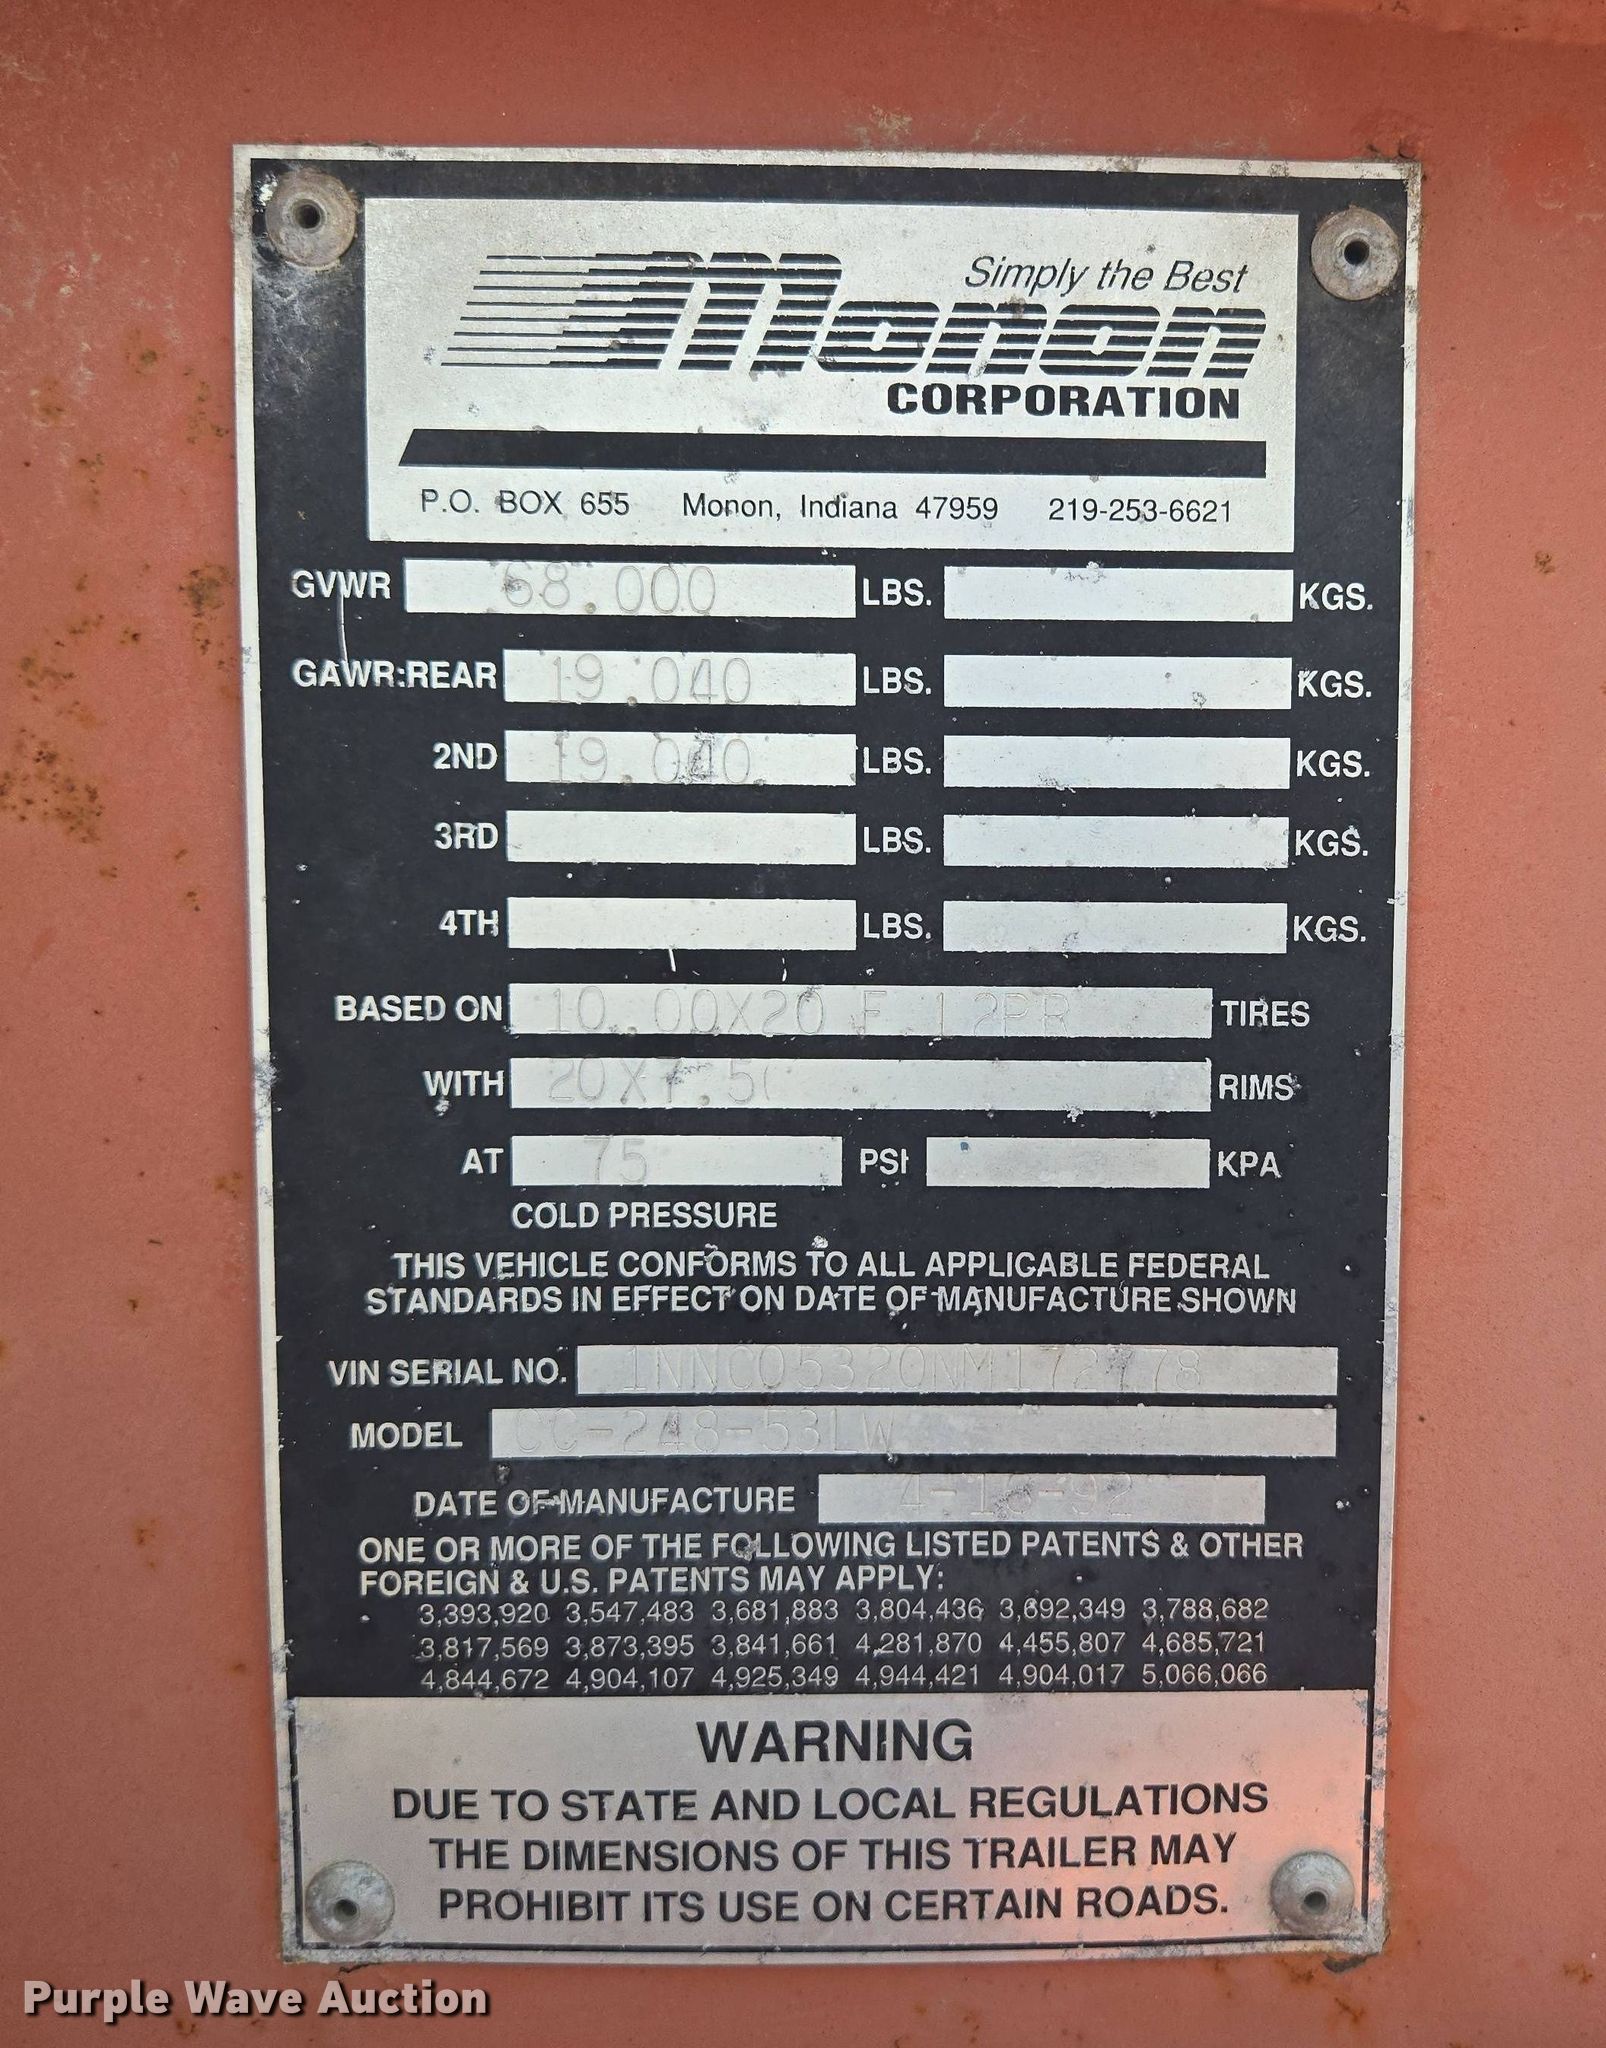 Simply the Best
Monon
CORPORATION
P.O. BOX 655 Monon, Indiana 47959 219-253-6621
GVWR 68.000 LBS. KGS.
GAWR:REAR 19.040 LBS. KGS.
2ND 19.040 LBS. KGS.
3RD LBS. KGS.
4TH LBS. KGS.
BASED ON 10.00X20 F 12PR TIRES
WITH RIMS
AT 75 PSI KPA
COLD PRESSURE
THIS VEHICLE CONFORMS TO ALL APPLICABLE FEDERAL
STANDARDS IN EFFECT ON DATE OF MANUFACTURE SHOWN
VIN SERIAL NO.
MODEL CC-248-53LW
DATE OF MANUFACTURE
ONE OR MORE OF THE FOLLOWING LISTED PATENTS & OTHER
FOREIGN & U.S. PATENTS MAY APPLY:
3,393,920 3,547,483 3,681,883 3,804,436 3,692,349 3,788,682
3,817,569 3,873,395 3,841,661 4,281,870 4,455,807 4,685,721
4,844,672 4,904,107 4,925,349 4,944,421 4,904,017 5,066,066
WARNING
DUE TO STATE AND LOCAL REGULATIONS
THE DIMENSIONS OF THIS TRAILER MAY
PROHIBIT ITS USE ON CERTAIN ROADS.
Purple Wave Auction